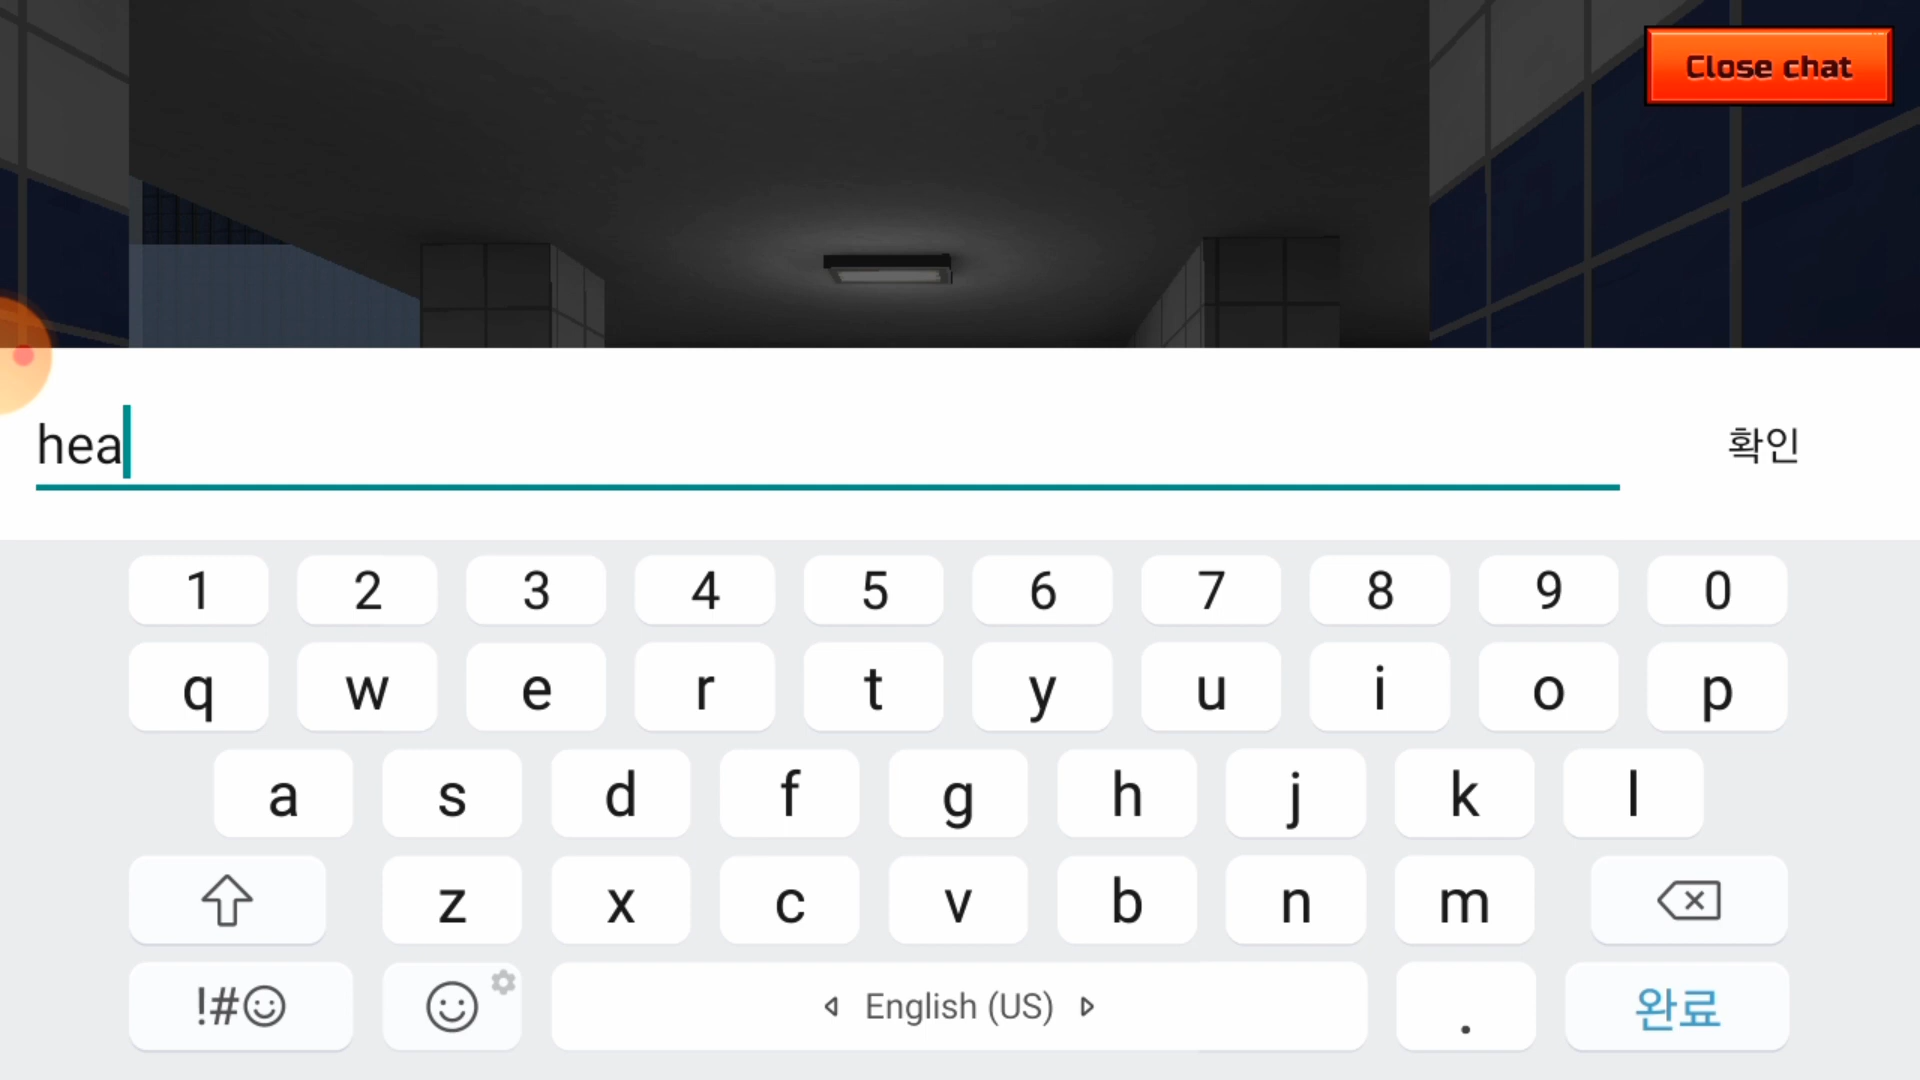 Close chat
hea
확인
1 2 3 4 5 6 7 8 9 0
q w e r t y u i o p
a s d f g h j k l
z x c v b n m
!# English (US) . 완료